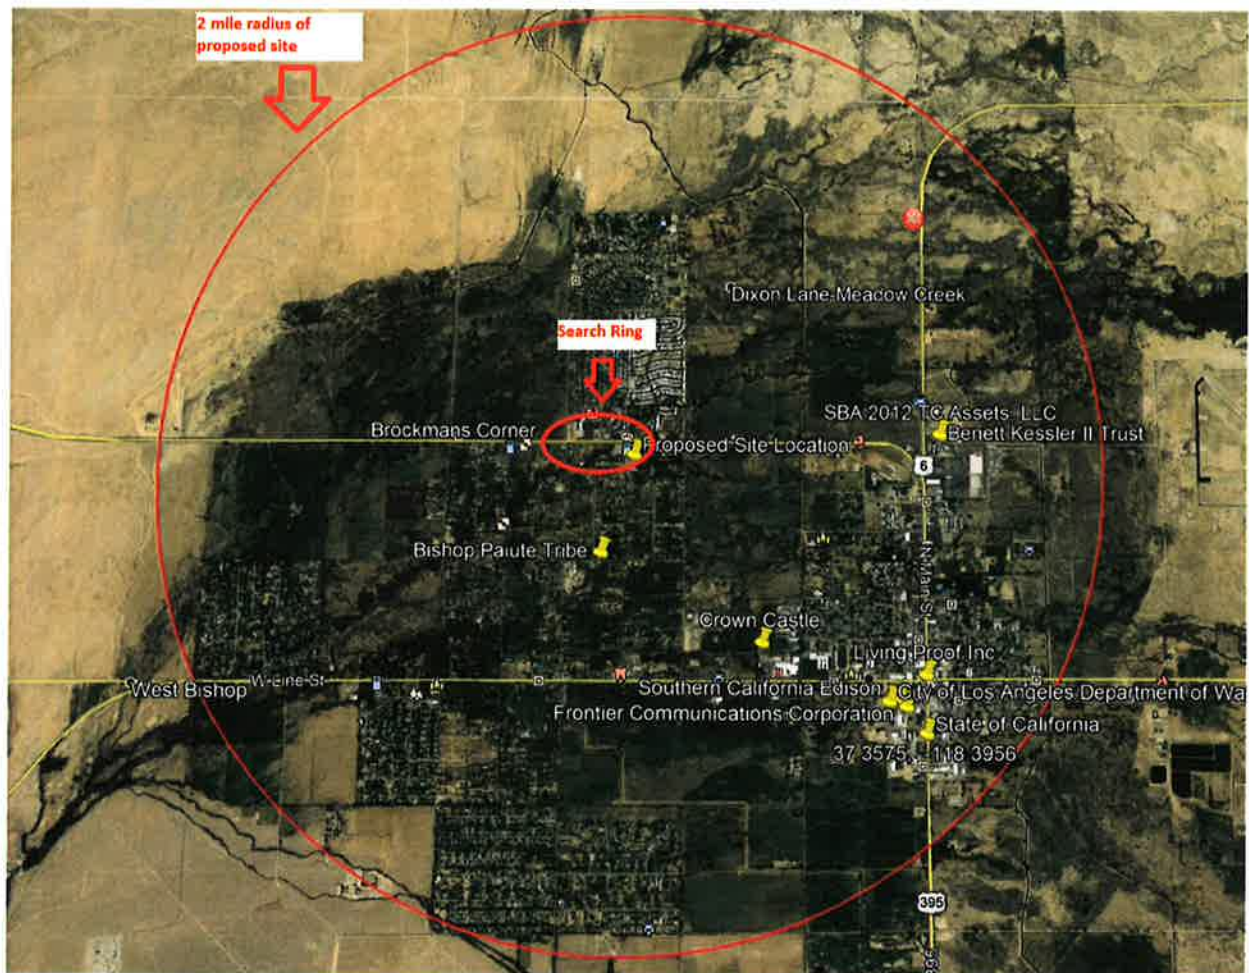 2 mile radius of
proposed site
Dixon Lane-Meadow Creek
Search Ring
SBA 2012 TC Assets LLC
Brockmans Corner
Benett Kessler II Trust
Proposed Site Location
6
Bishop Paiute Tribe
N Main St
Crown Castle
Living Proof Inc
W Line St
West Bishop
Southern California Edison
City of Los Angeles Department of Wa
Frontier Communications Corporation
State of California
37 3575, 118 3956
395